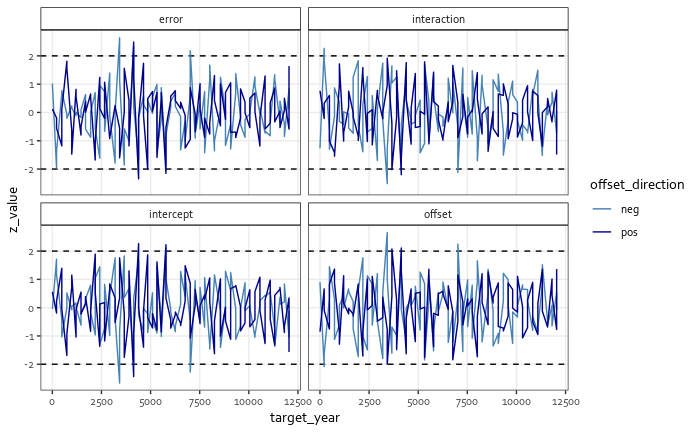 error
interaction
2
1
0
-1
-2
intercept
offset
2
1
0
-1
-2
0
2500
5000
7500
10000
12500
0
2500
5000
7500
10000
12500
target_year
z_value
offset_direction
neg
pos